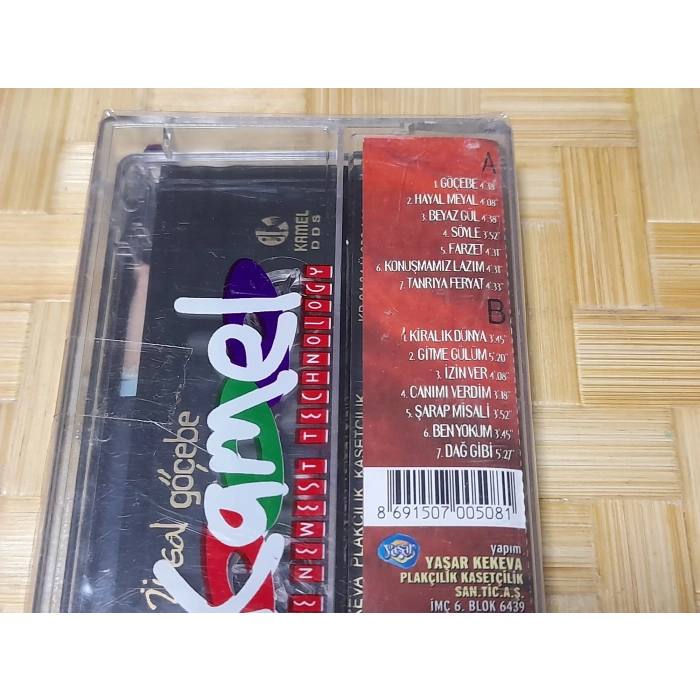 A
1. GÖÇEBE 4'18"
2. HAYAL MEYAL 4'08"
3. BEYAZ GÜL 4'38"
4. SÖYLE 3'52"
5. FARZET 4'31"
6. KONUŞMAMIZ LAZIM 4'31"
7. TANRIYA FERYAT 4'33"
B
1. KİRALIK DÜNYA 3'45"
2. GİTME GÜLÜM 5'20"
3. İZİN VER 4'08"
4. CANIMI VERDİM 3'18"
5. ŞARAP MİSALİ 3'52"
6. BEN YOKUM 3'45"
7. DAĞ GİBİ 5'27"
8 691507 005081
yapım
YAŞAR KEKEVA
PLAKÇILIK KASETÇİLİK
SAN.TİC.A.Ş.
İMÇ 6. BLOK 6439
KAMEL
DDS
Kamel
NEWEST TECHNOLOGY
göçebe
PLAKÇILIK KASETÇİLİK